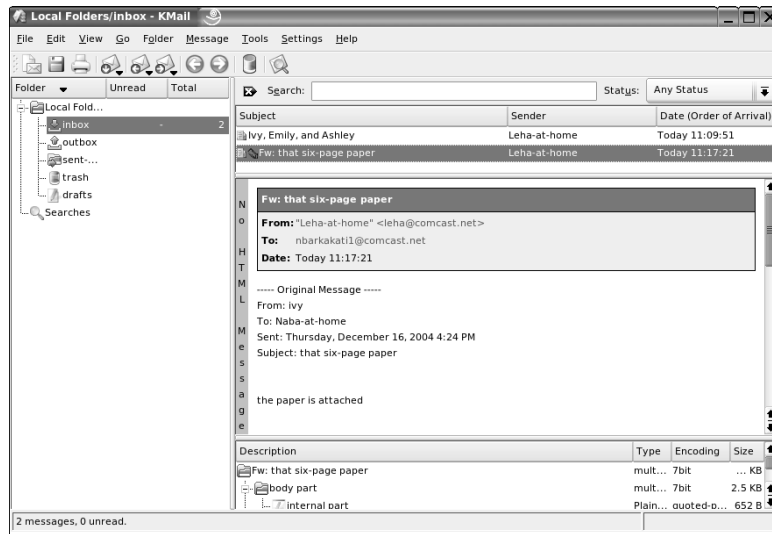 Local Folders/inbox - KMail
File Edit View Go Folder Message Tools Settings Help
Folder Unread Total
Local Fold...
inbox - 2
outbox
sent-...
trash
drafts
Searches
Search: Status: Any Status
Subject Sender Date (Order of Arrival)
Ivy, Emily, and Ashley Leha-at-home Today 11:09:51
Fw: that six-page paper Leha-at-home Today 11:17:21
No HTML Message
Fw: that six-page paper
From: "Leha-at-home" <leha@comcast.net>
To: nbarkakati1@comcast.net
Date: Today 11:17:21
----- Original Message -----
From: ivy
To: Naba-at-home
Sent: Thursday, December 16, 2004 4:24 PM
Subject: that six-page paper
the paper is attached
Description Type Encoding Size
Fw: that six-page paper mult... 7bit ... KB
body part mult... 7bit 2.5 KB
internal part Plain... quoted-p... 652 B
2 messages, 0 unread.